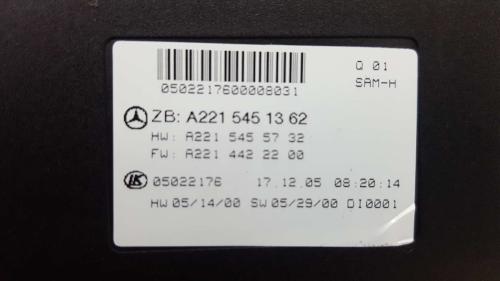 Q 01
SAM-H
0502217600008031
ZB: A221 545 13 62
HW: A221 545 57 32
FW: A221 442 22 00
LK 05022176 17.12.05 08:20:14
HW 05/14/00 SW 05/29/00 DI0001